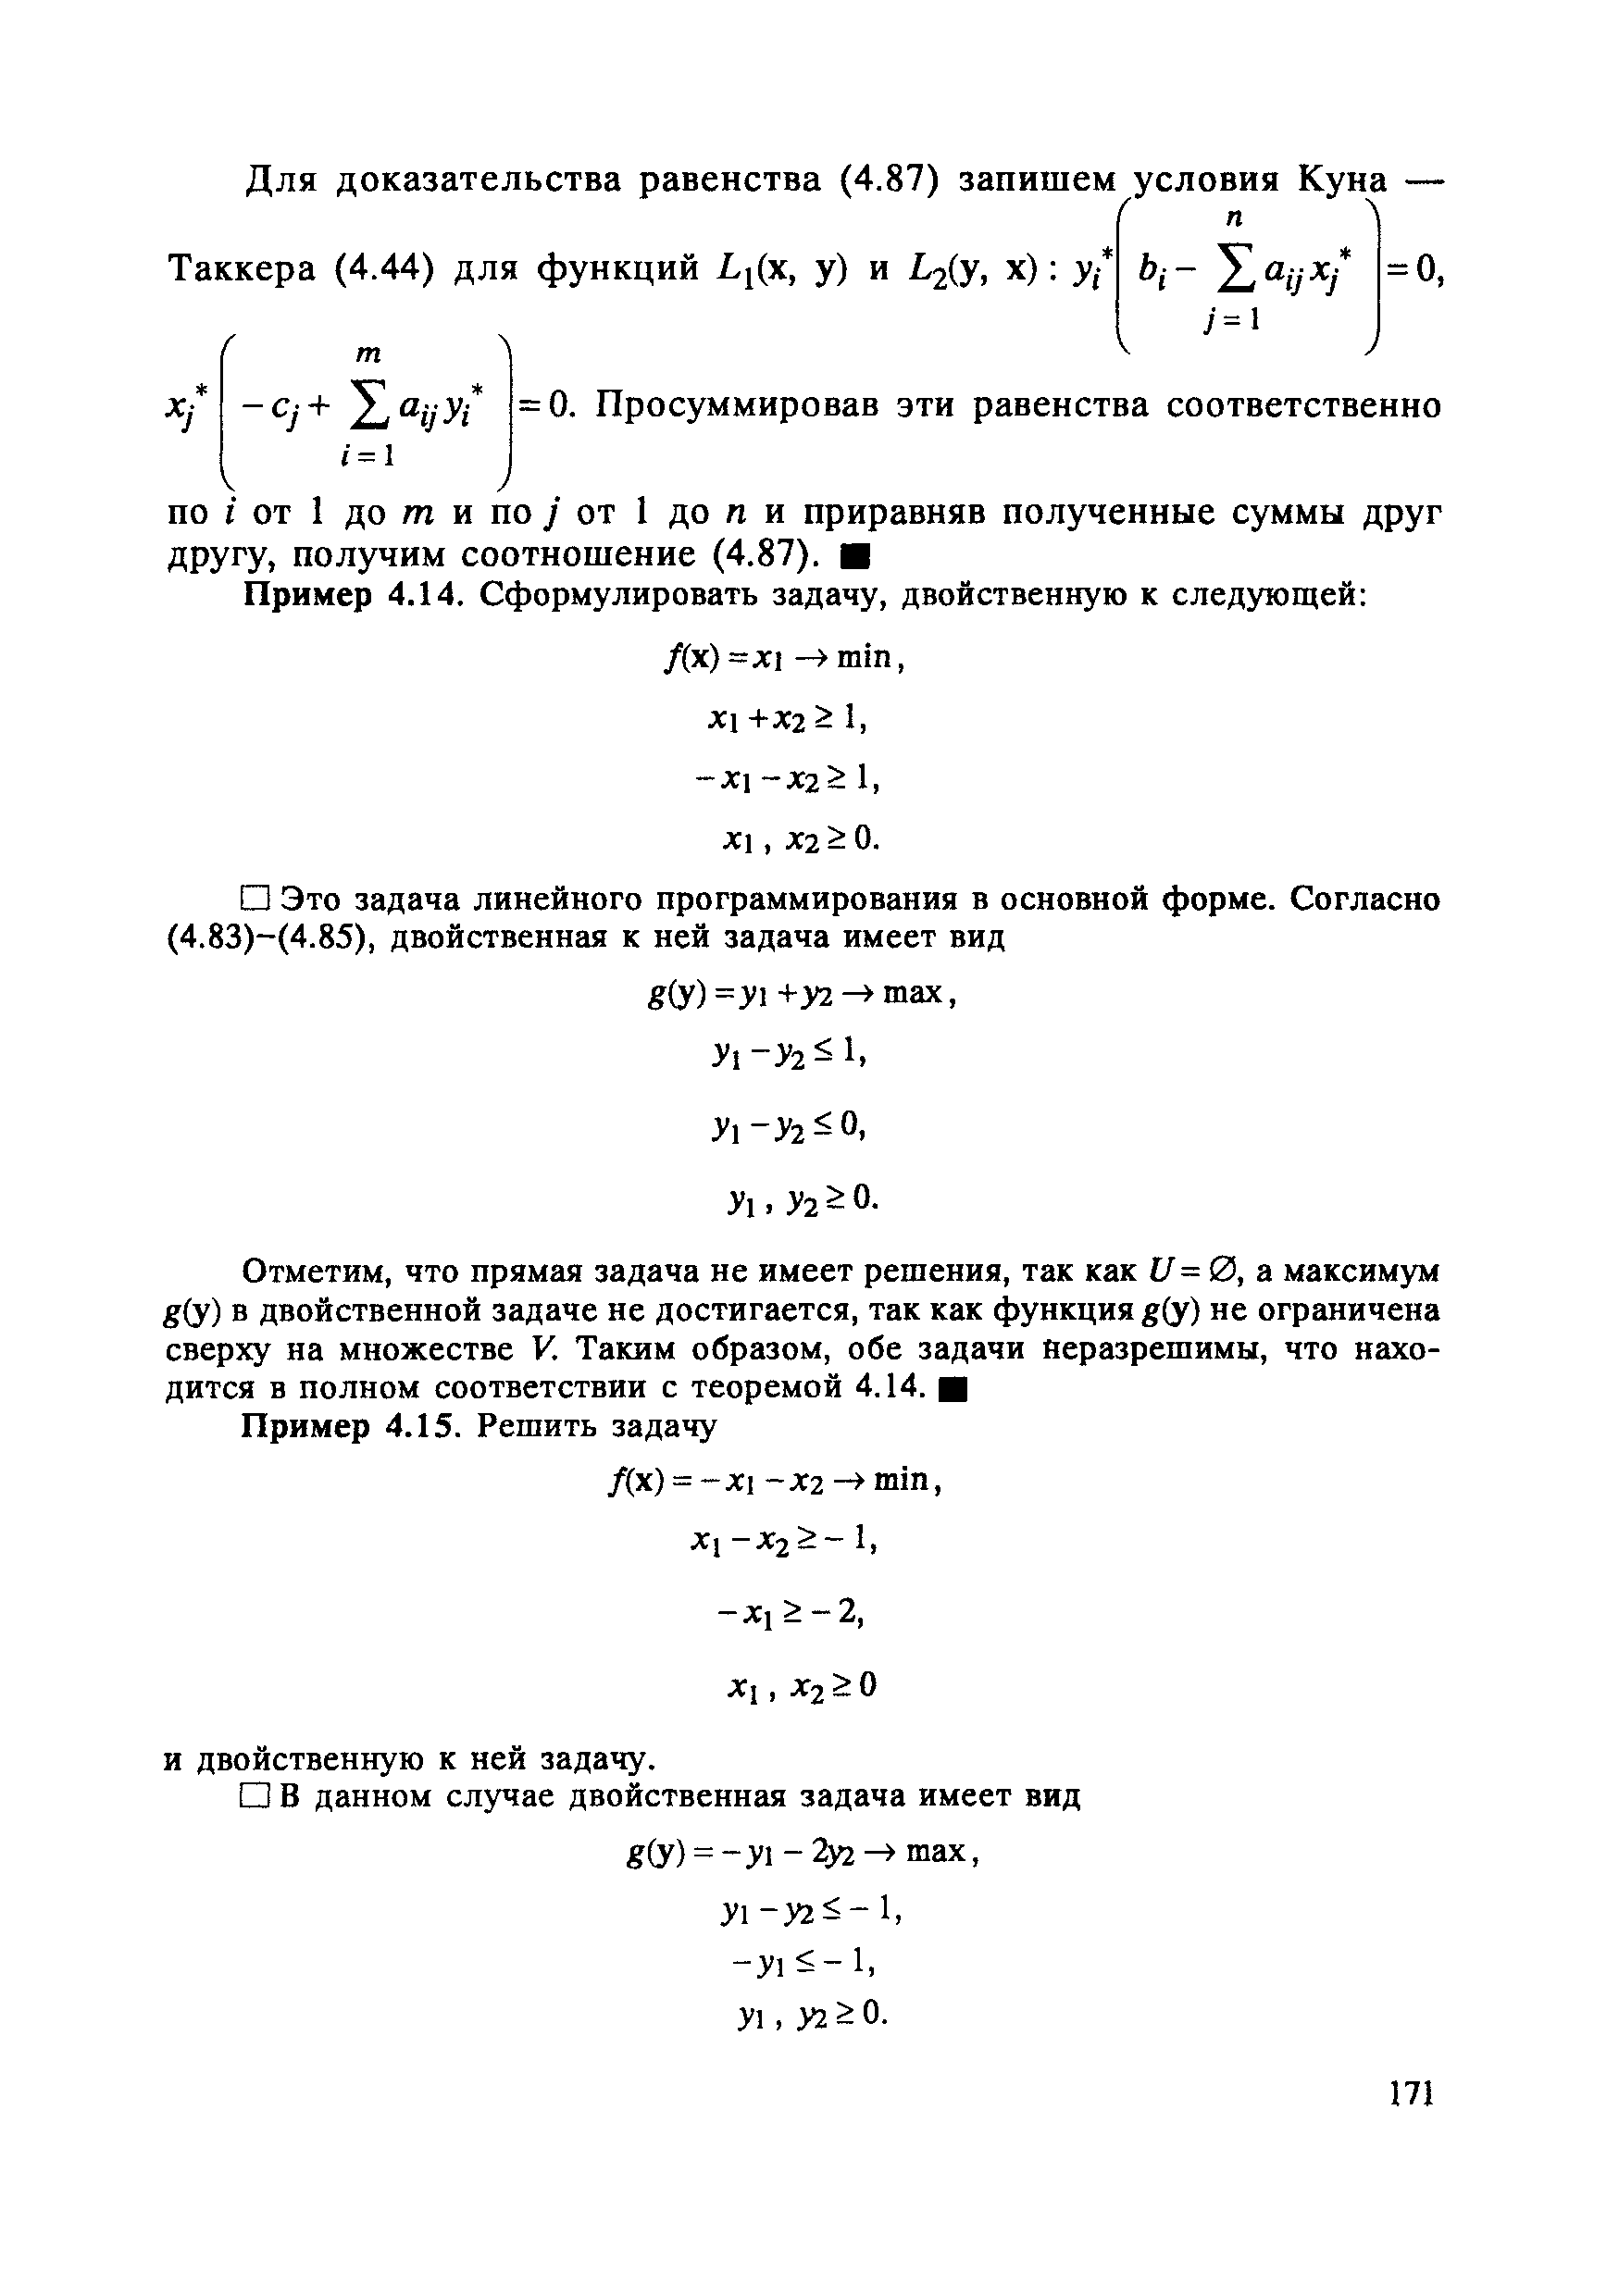 Для доказательства равенства (4.87) запишем условия Куна —
Таккера (4.44) для функций L₁(x, y) и L₂(y, x) : yᵢ* ( bᵢ − ∑ⱼ₌₁ⁿ aᵢⱼ xⱼ* ) = 0,
xⱼ* ( −cⱼ + ∑ᵢ₌₁ᵐ aᵢⱼ yᵢ* ) = 0. Просуммировав эти равенства соответственно
по i от 1 до m и по j от 1 до n и приравняв полученные суммы друг
другу, получим соотношение (4.87). ■
Пример 4.14. Сформулировать задачу, двойственную к следующей:
f(x) = x₁ → min,
x₁ + x₂ ≥ 1,
−x₁ − x₂ ≥ 1,
x₁ , x₂ ≥ 0.
□ Это задача линейного программирования в основной форме. Согласно
(4.83)−(4.85), двойственная к ней задача имеет вид
g(y) = y₁ + y₂ → max,
y₁ − y₂ ≤ 1,
y₁ − y₂ ≤ 0,
y₁ , y₂ ≥ 0.
Отметим, что прямая задача не имеет решения, так как U = ∅, а максимум
g(y) в двойственной задаче не достигается, так как функция g(y) не ограничена
сверху на множестве V. Таким образом, обе задачи неразрешимы, что нахо-
дится в полном соответствии с теоремой 4.14. ■
Пример 4.15. Решить задачу
f(x) = −x₁ − x₂ → min,
x₁ − x₂ ≥ −1,
−x₁ ≥ −2,
x₁ , x₂ ≥ 0
и двойственную к ней задачу.
□ В данном случае двойственная задача имеет вид
g(y) = −y₁ − 2y₂ → max,
y₁ − y₂ ≤ −1,
−y₁ ≤ −1,
y₁ , y₂ ≥ 0.
171